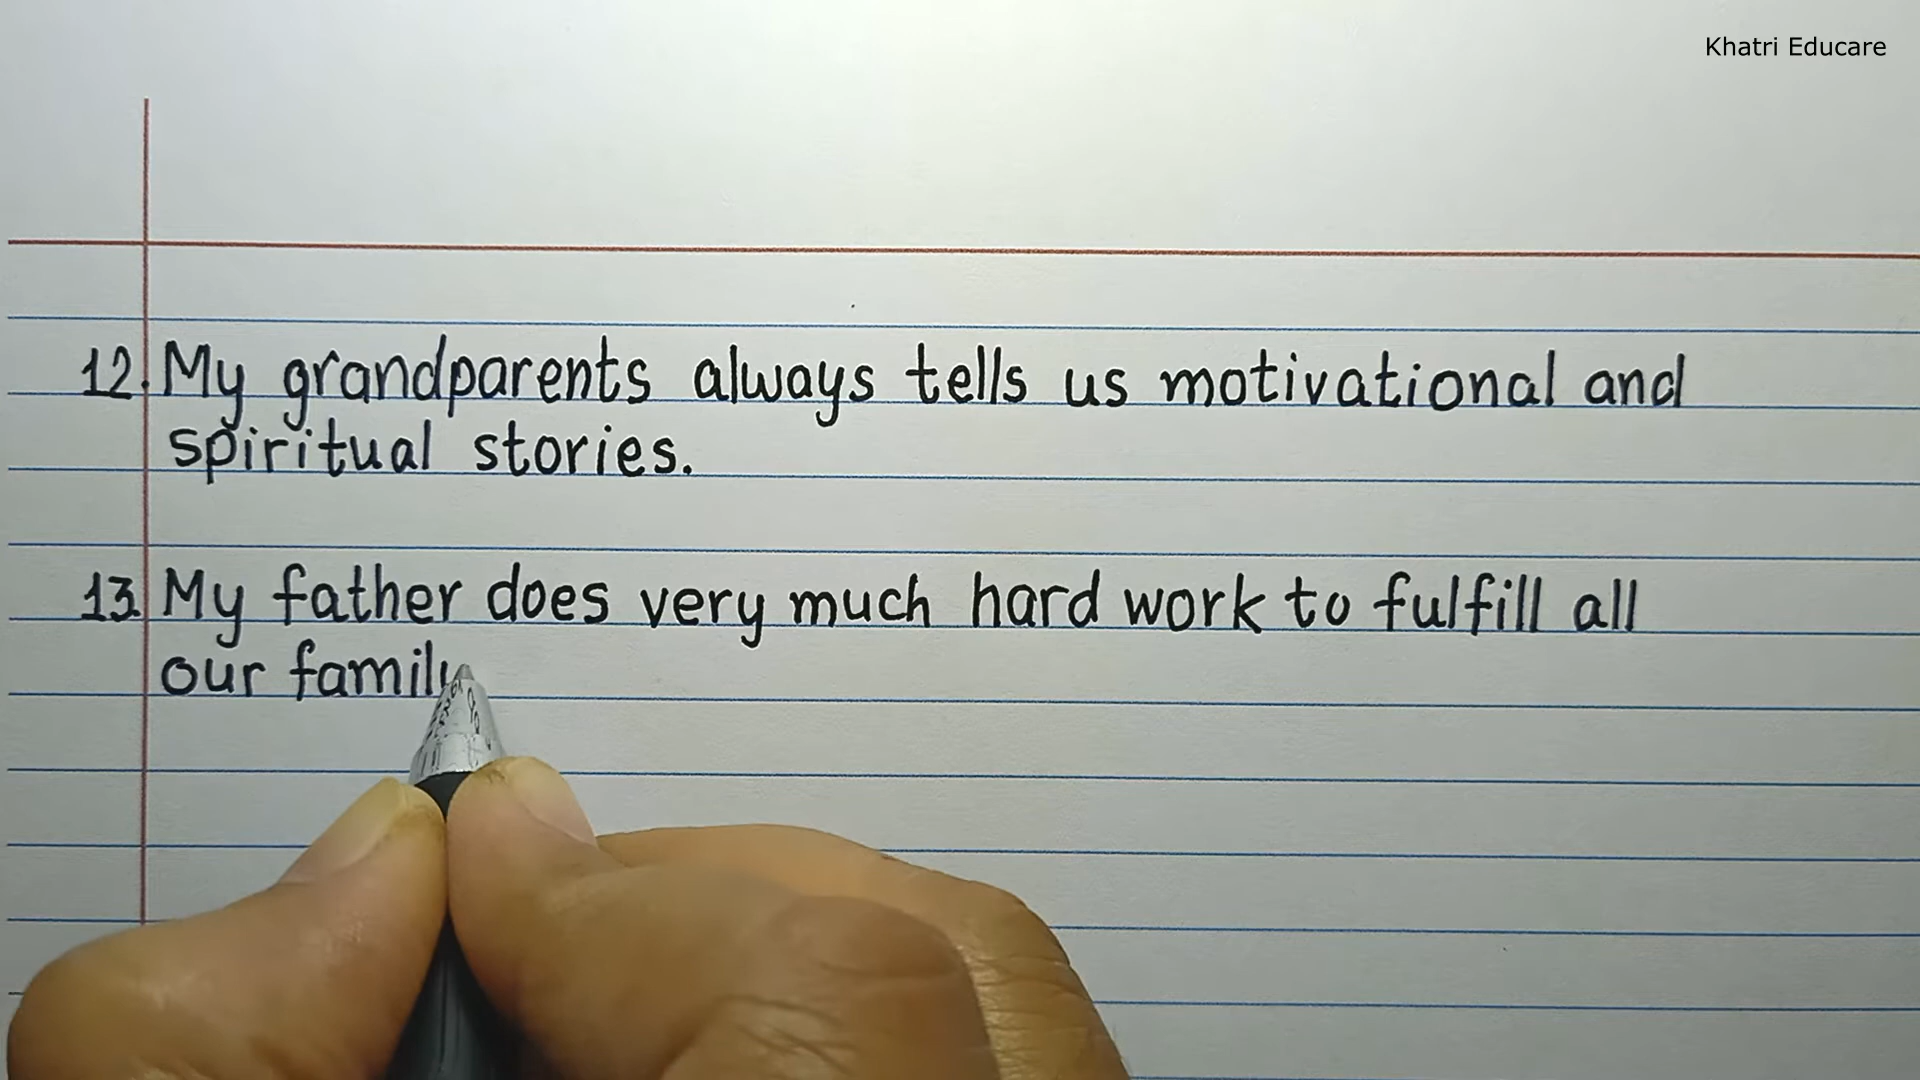 Khatri Educare
12. My grandparents always tells us motivational and
spiritual stories.
13. My father does very much hard work to fulfill all
our family